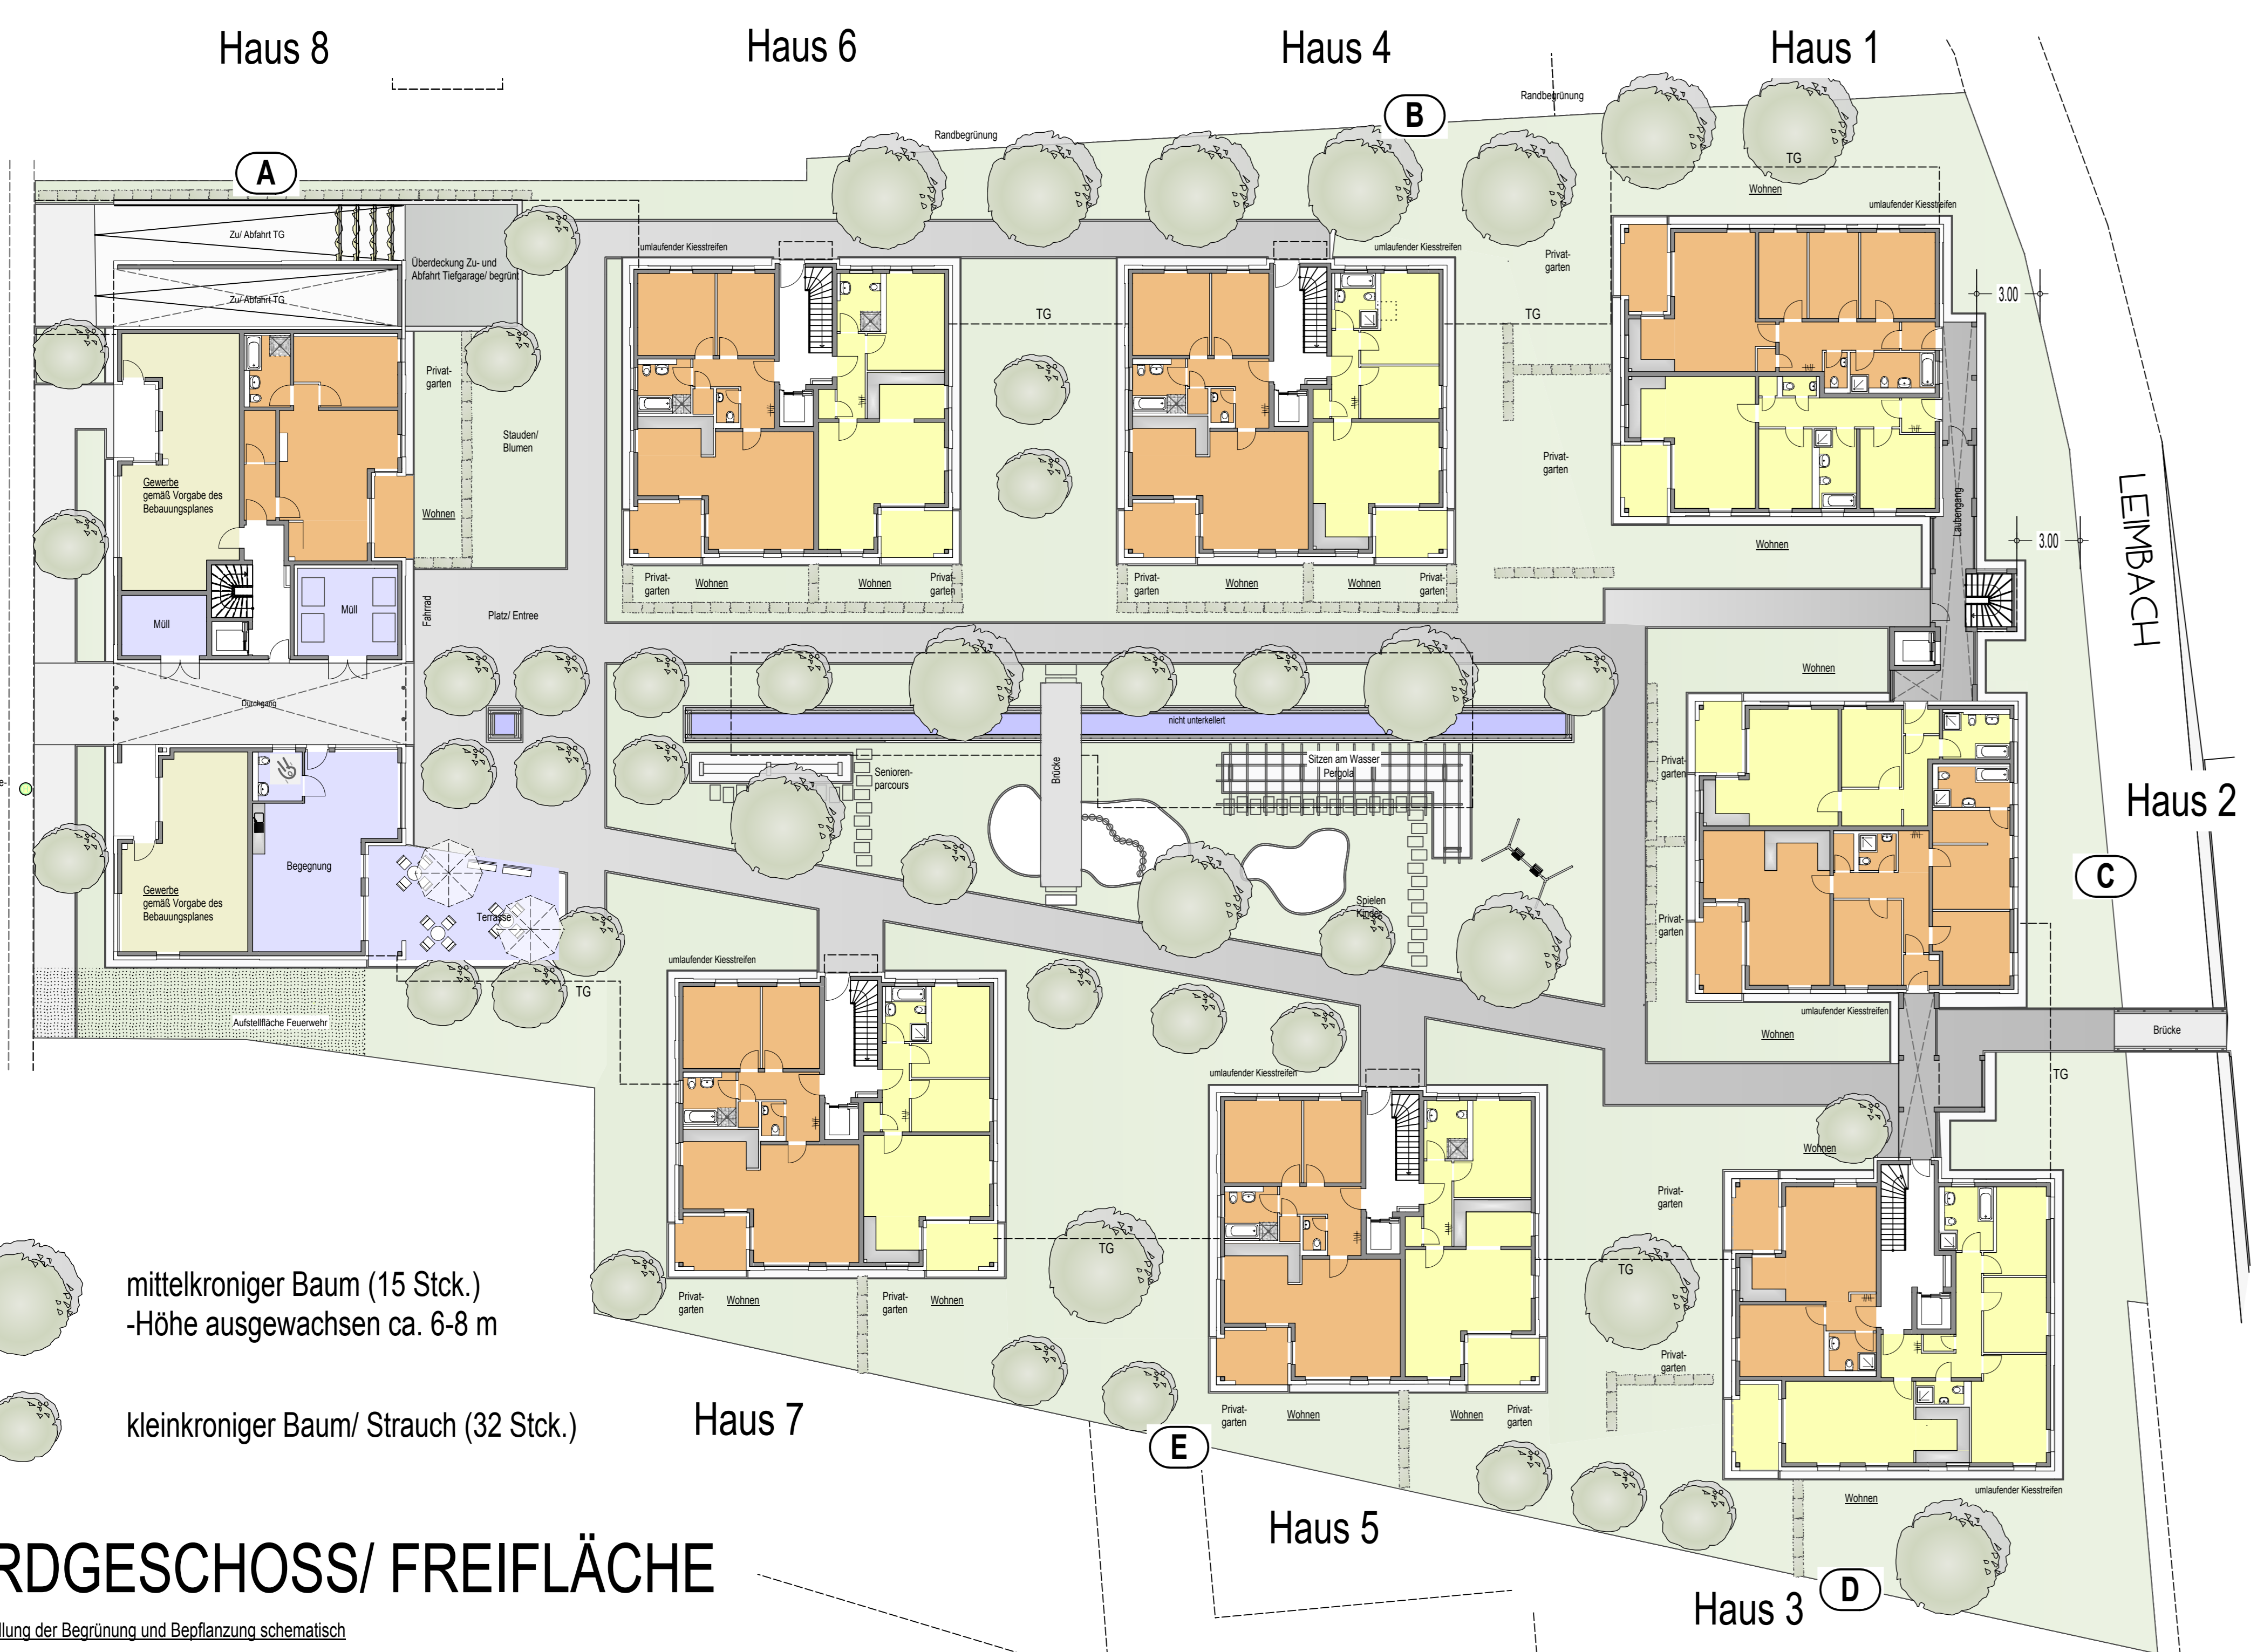 Haus 8
Haus 6
Haus 4
Haus 1
A
B
Randbegrünung
Randbegrünung
TG
Wohnen
umlaufender Kiesstreifen
Zu/ Abfahrt TG
Überdeckung Zu- und
Abfahrt Tiefgarage/ begrünt
Zu/ Abfahrt TG
umlaufender Kiesstreifen
umlaufender Kiesstreifen
Privat-
garten
3.00
TG
TG
Privat-
garten
Stauden/
Blumen
Privat-
garten
Gewerbe
gemäß Vorgabe des
Bebauungsplanes
Wohnen
Laubengang
LEIMBACH
3.00
Wohnen
Privat-
garten
Wohnen
Wohnen
Privat-
garten
Privat-
garten
Wohnen
Wohnen
Privat-
garten
Müll
Müll
Fahrrad
Platz/ Entree
Wohnen
Durchgang
nicht unterkellert
Brücke
Senioren-
parcours
Sitzen am Wasser
Pergola
Privat-
garten
Haus 2
Begegnung
Gewerbe
gemäß Vorgabe des
Bebauungsplanes
Terrasse
Spielen
Kinder
Privat-
garten
C
umlaufender Kiesstreifen
TG
Aufstellfläche Feuerwehr
umlaufender Kiesstreifen
Wohnen
Brücke
umlaufender Kiesstreifen
TG
Wohnen
Privat-
garten
TG
TG
mittelkroniger Baum (15 Stck.)
-Höhe ausgewachsen ca. 6-8 m
Privat-
garten
Wohnen
Privat-
garten
Wohnen
Privat-
garten
kleinkroniger Baum/ Strauch (32 Stck.)
Haus 7
Privat-
garten
Wohnen
Wohnen
Privat-
garten
E
Wohnen
umlaufender Kiesstreifen
Haus 5
Haus 3
D
RDGESCHOSS/ FREIFLÄCHE
llung der Begrünung und Bepflanzung schematisch